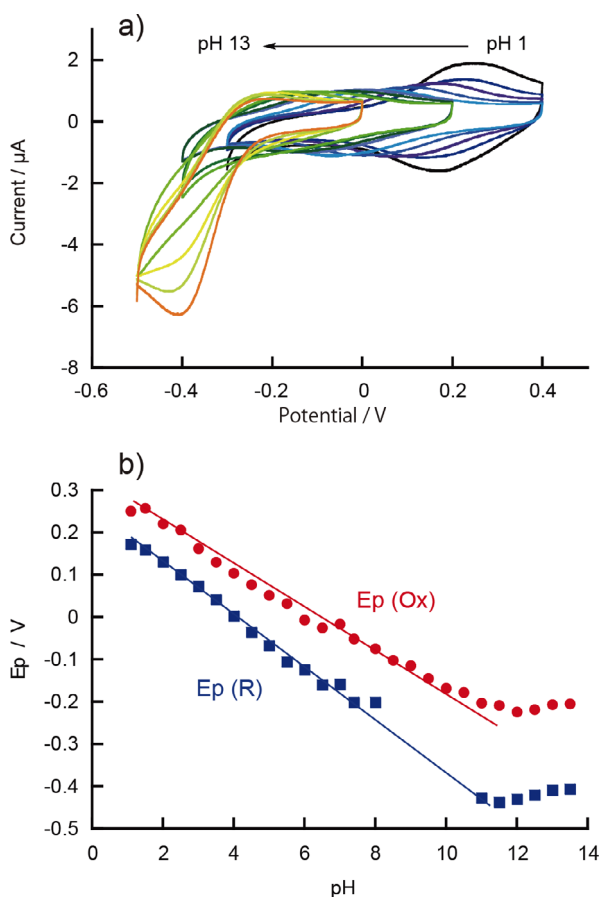 a)
pH 13
pH 1
2
0
-2
-4
-6
-8
Current / μA
-0.6
-0.4
-0.2
0
0.2
0.4
Potential / V
b)
0.3
0.2
0.1
0
-0.1
-0.2
-0.3
-0.4
-0.5
Ep / V
Ep (Ox)
Ep (R)
0
2
4
6
8
10
12
14
pH